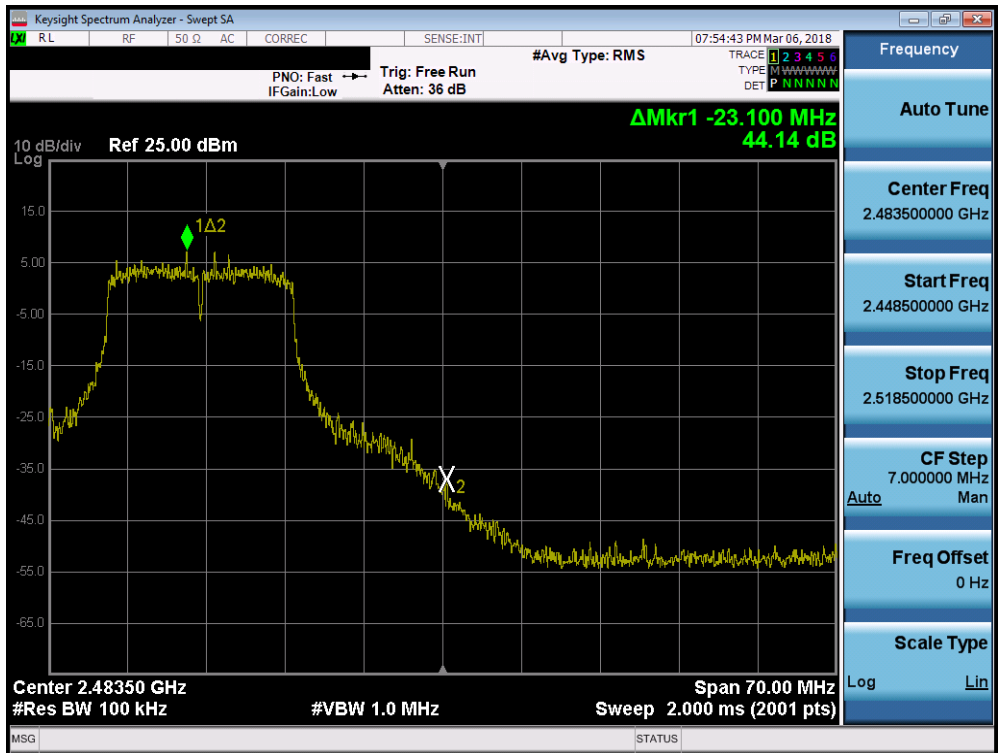 Keysight Spectrum Analyzer - Swept SA
LXI RL RF 50 Ω AC CORREC SENSE:INT 07:54:43 PM Mar 06, 2018
#Avg Type: RMS TRACE 1 2 3 4 5 6
PNO: Fast Trig: Free Run TYPE M WWWWW
IFGain:Low Atten: 36 dB DET P N N N N N
ΔMkr1 -23.100 MHz
44.14 dB
10 dB/div Ref 25.00 dBm
Log
15.0
1Δ2
5.00
-5.00
-15.0
-25.0
-35.0
X2
-45.0
-55.0
-65.0
Center 2.48350 GHz Span 70.00 MHz
#Res BW 100 kHz #VBW 1.0 MHz Sweep 2.000 ms (2001 pts)
MSG STATUS
Frequency
Auto Tune
Center Freq
2.483500000 GHz
Start Freq
2.448500000 GHz
Stop Freq
2.518500000 GHz
CF Step
7.000000 MHz
Auto Man
Freq Offset
0 Hz
Scale Type
Log Lin